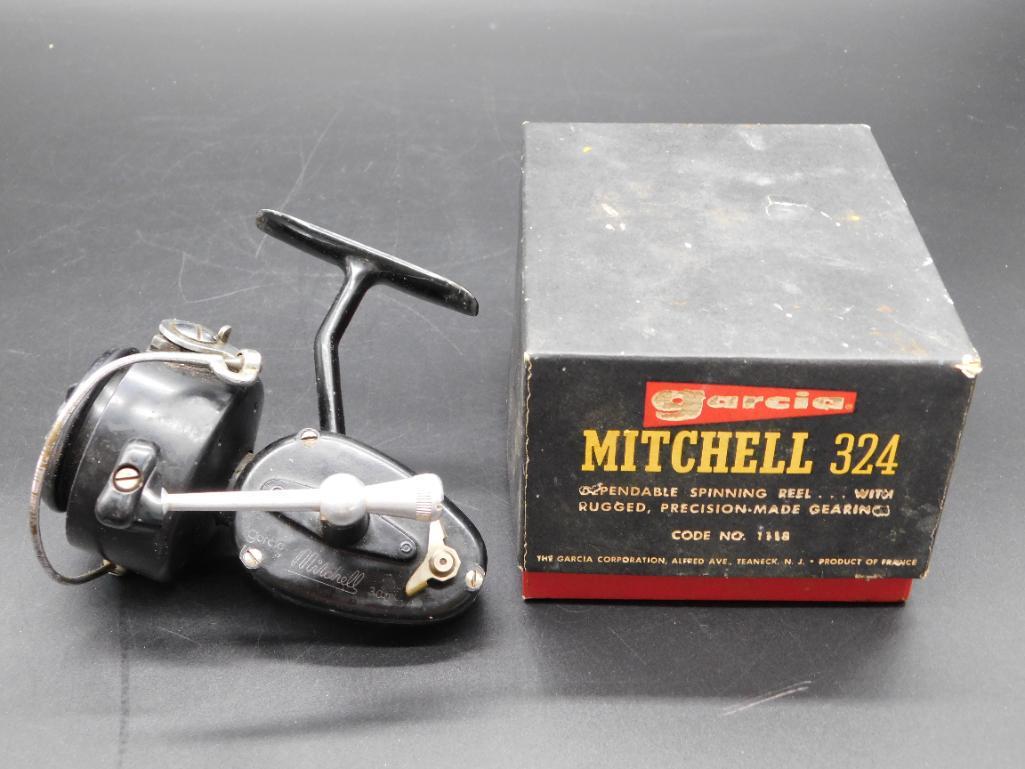 garcia
Mitchell
300
garcia®
MITCHELL 324
DEPENDABLE SPINNING REEL . . . WITH
RUGGED, PRECISION-MADE GEARING
CODE NO. 1118
THE GARCIA CORPORATION, ALFRED AVE., TEANECK, N. J. • PRODUCT OF FRANCE